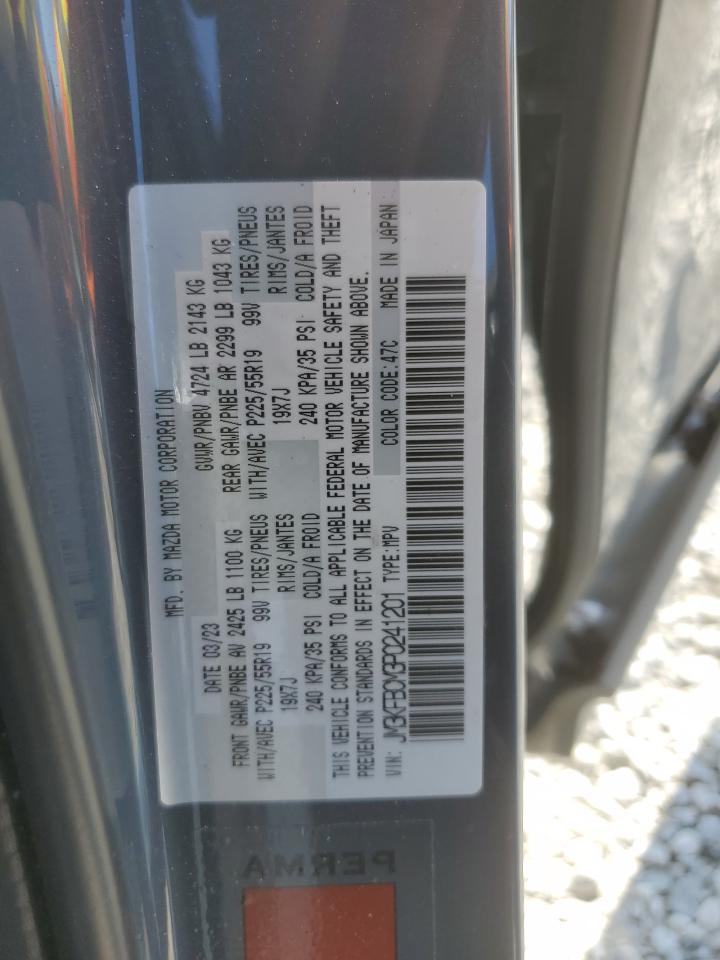 MFD. BY MAZDA MOTOR CORPORATION
DATE 03/23 GVWR/PNBV 4724 LB 2143 KG
FRONT GAWR/PNBE AV 2425 LB 1100 KG REAR GAWR/PNBE AR 2299 LB 1043 KG
WITH/AVEC P225/55R19 99V TIRES/PNEUS WITH/AVEC P225/55R19 99V TIRES/PNEUS
19X7J RIMS/JANTES 19X7J RIMS/JANTES
240 KPA/35 PSI COLD/A FROID 240 KPA/35 PSI COLD/A FROID
THIS VEHICLE CONFORMS TO ALL APPLICABLE FEDERAL MOTOR VEHICLE SAFETY AND THEFT
PREVENTION STANDARDS IN EFFECT ON THE DATE OF MANUFACTURE SHOWN ABOVE.
VIN: JM3KFBDM3P0241201 TYPE:MPV COLOR CODE:47C MADE IN JAPAN
PERMA